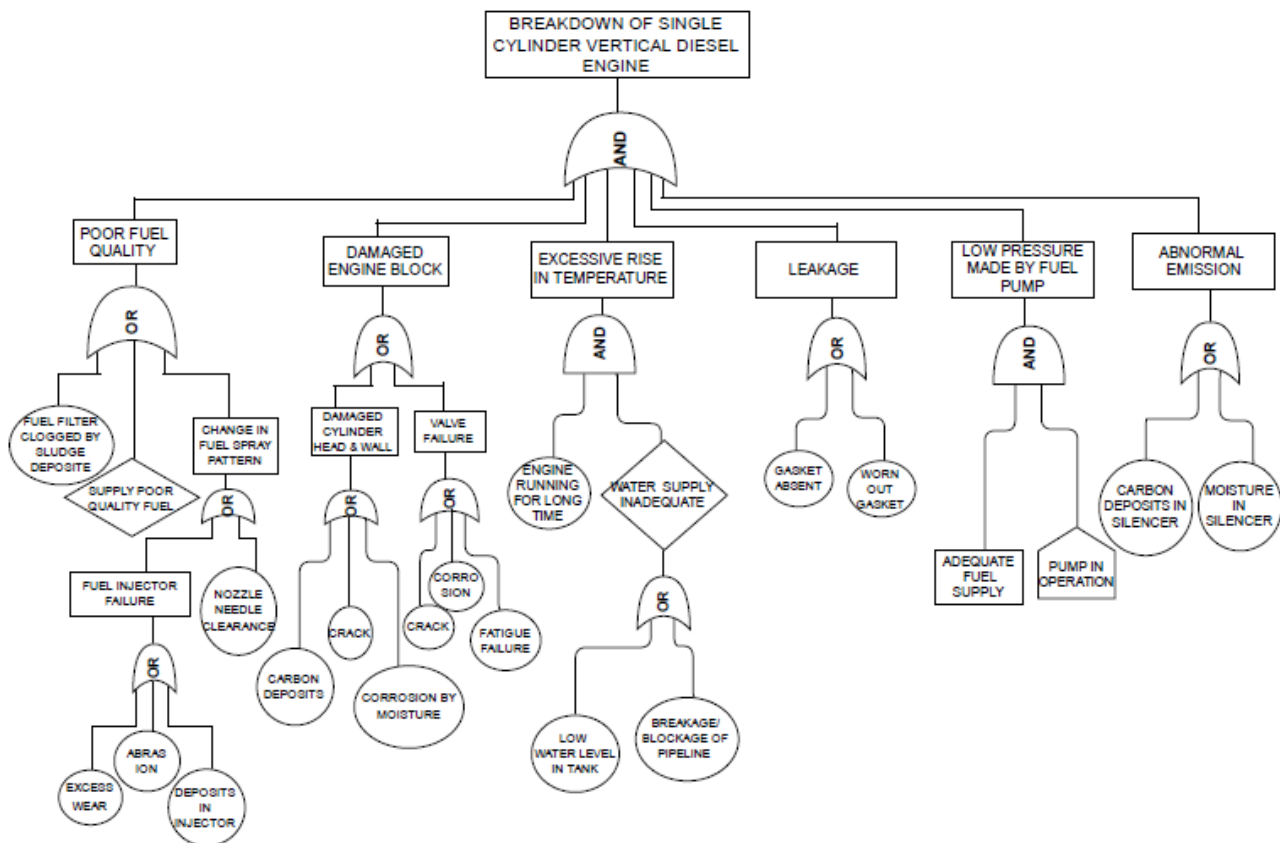 BREAKDOWN OF SINGLE
CYLINDER VERTICAL DIESEL
ENGINE
AND
POOR FUEL
QUALITY
DAMAGED
ENGINE BLOCK
EXCESSIVE RISE
IN TEMPERATURE
LEAKAGE
LOW PRESSURE
MADE BY FUEL
PUMP
ABNORMAL
EMISSION
OR
OR
AND
OR
AND
OR
FUEL FILTER
CLOGGED BY
SLUDGE
DEPOSITE
SUPPLY POOR
QUALITY FUEL
CHANGE IN
FUEL SPRAY
PATTERN
DAMAGED
CYLINDER
HEAD & WALL
VALVE
FAILURE
ENGINE
RUNNING
FOR LONG
TIME
WATER SUPPLY
INADEQUATE
GASKET
ABSENT
WORN
OUT
GASKET
ADEQUATE
FUEL
SUPPLY
PUMP IN
OPERATION
CARBON
DEPOSITS IN
SILENCER
MOISTURE
IN
SILENCER
OR
OR
OR
OR
FUEL INJECTOR
FAILURE
NOZZLE
NEEDLE
CLEARANCE
CARBON
DEPOSITS
CRACK
CORROSION BY
MOISTURE
CRACK
CORRO
SION
FATIGUE
FAILURE
LOW
WATER LEVEL
IN TANK
BREAKAGE/
BLOCKAGE OF
PIPELINE
OR
EXCESS
WEAR
ABRAS
ION
DEPOSITS
IN
INJECTOR